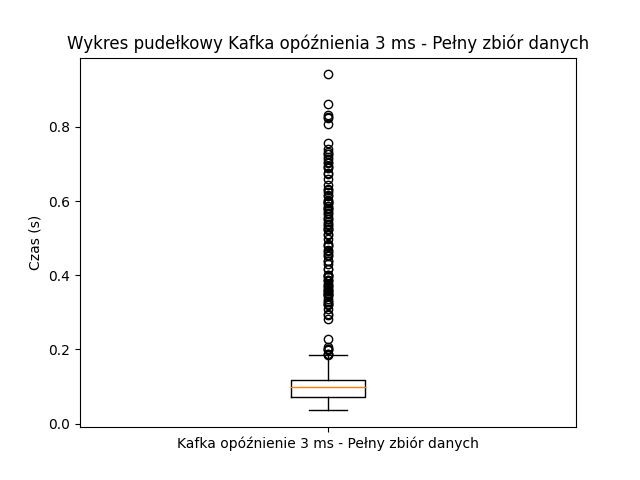 Wykres pudełkowy Kafka opóźnienia 3 ms - Pełny zbiór danych
Czas (s)
0.8
0.6
0.4
0.2
0.0
Kafka opóźnienie 3 ms - Pełny zbiór danych